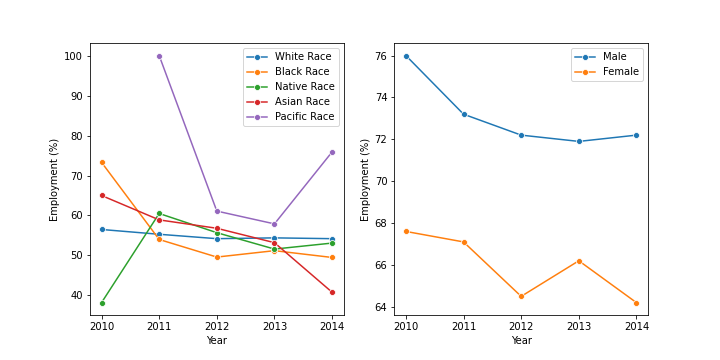 100
90
80
70
60
50
40
Employment (%)
2010 2011 2012 2013 2014
Year
White Race
Black Race
Native Race
Asian Race
Pacific Race
76
74
72
70
68
66
64
Employment (%)
2010 2011 2012 2013 2014
Year
Male
Female